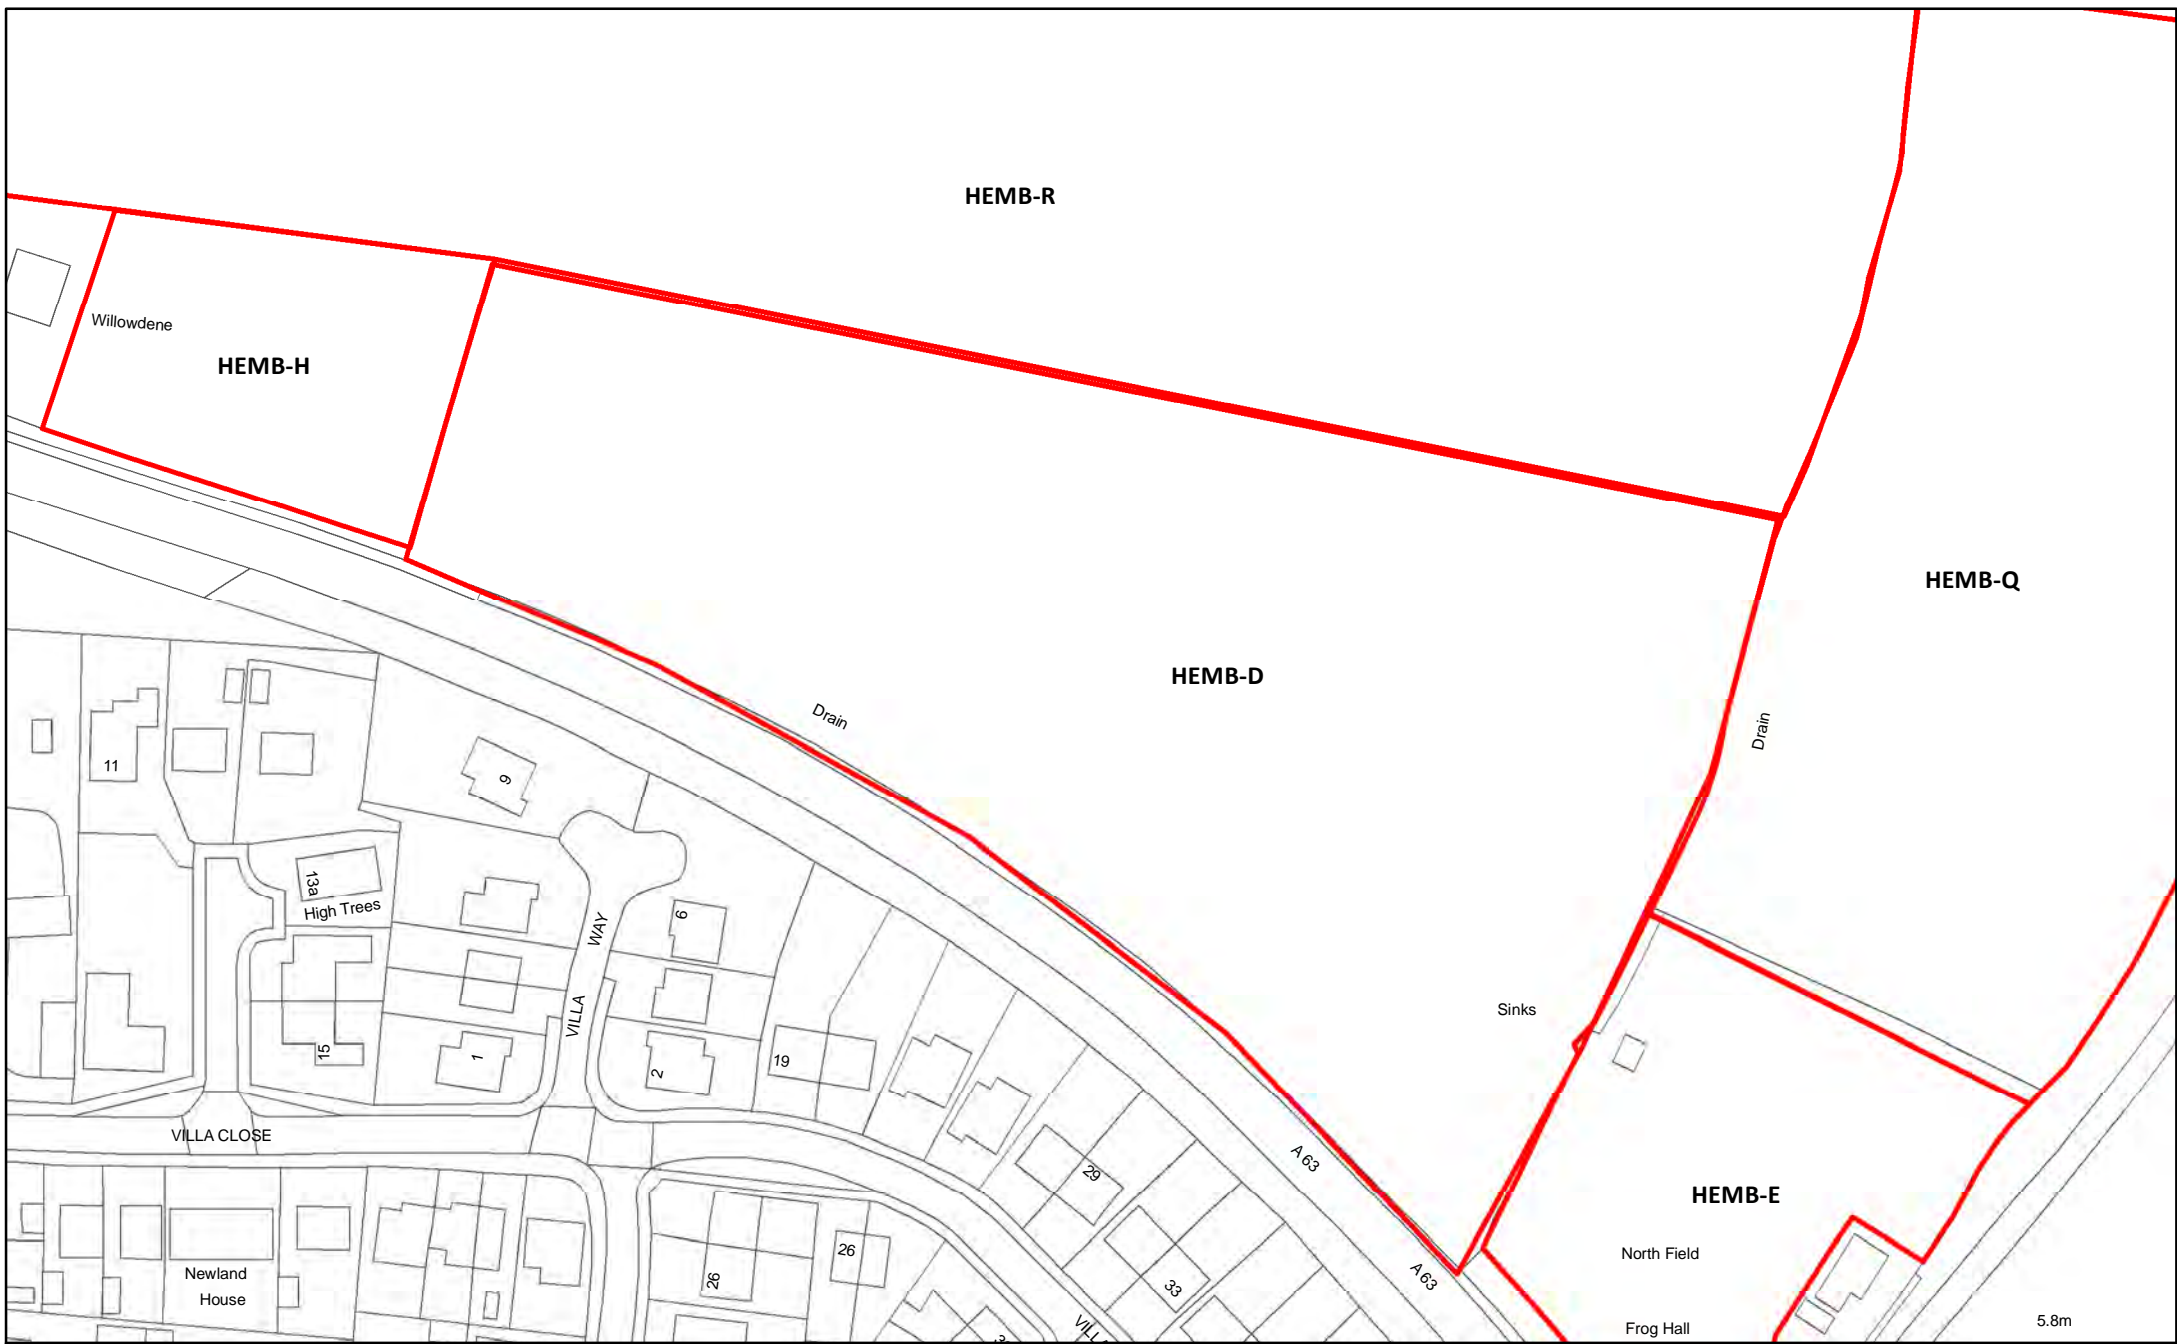 HEMB-R
Willowdene
HEMB-H
HEMB-Q
HEMB-D
Drain
Drain
11
9
13a
High Trees
6
VILLA WAY
Sinks
15
1
2
19
A 63
VILLA CLOSE
29
HEMB-E
North Field
26
Newland
House
26
33
A 63
Frog Hall
5.8m